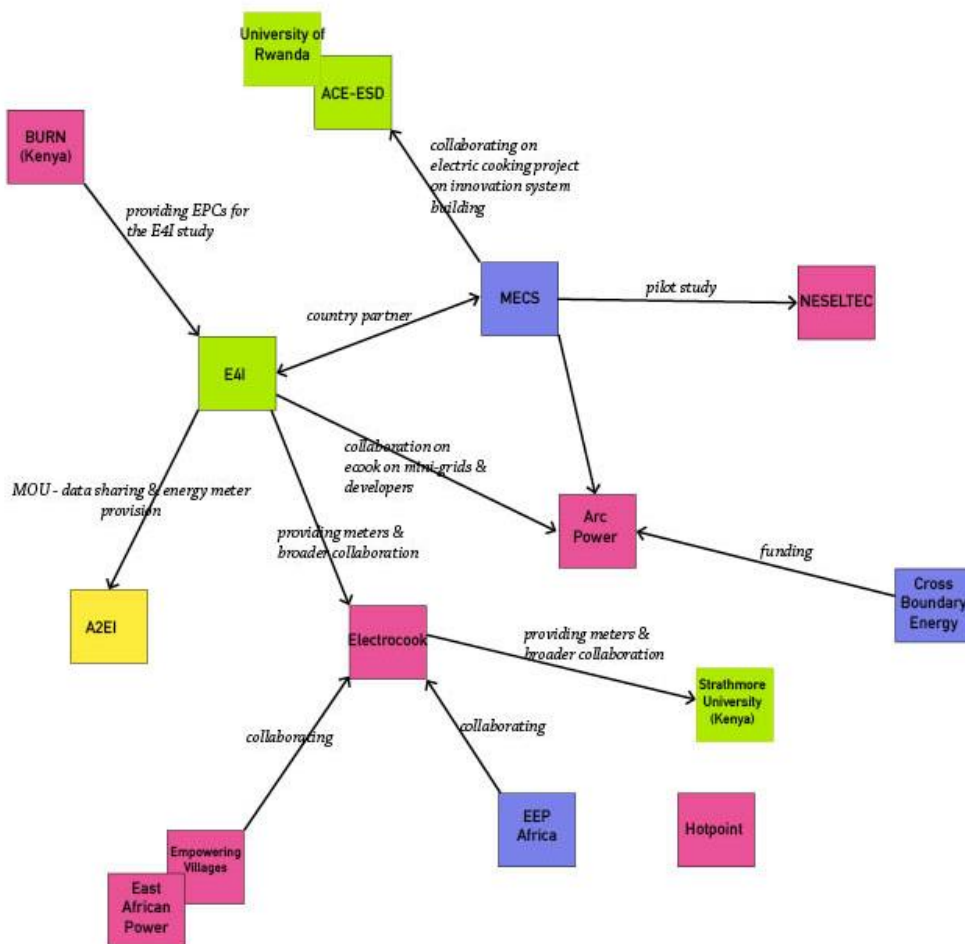 University of
Rwanda
ACE-ESD
BURN
(Kenya)
collaborating on
electric cooking project
on innovation system
building
providing EPCs for
the E4I study
MECS
pilot study
NESELTEC
country partner
E4I
collaboration on
ecook on mini-grids &
developers
MOU - data sharing & energy meter
provision
Arc
Power
providing meters &
broader collaboration
funding
Cross
Boundary
Energy
A2EI
Electrocook
providing meters &
broader collaboration
Strathmore
University
(Kenya)
collaborating
collaborating
EEP
Africa
Hotpoint
Empowering
Villages
East
African
Power